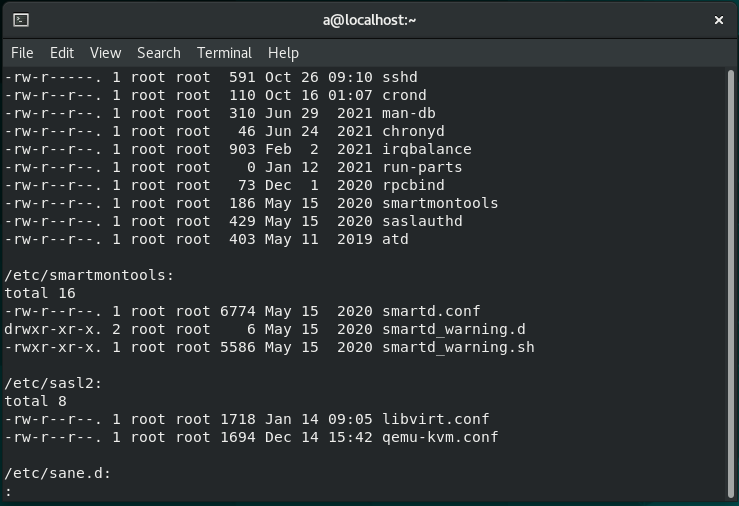 a@localhost:~
File Edit View Search Terminal Help
-rw-r-----. 1 root root  591 Oct 26 09:10 sshd
-rw-r--r--. 1 root root  110 Oct 16 01:07 crond
-rw-r--r--. 1 root root  310 Jun 29  2021 man-db
-rw-r--r--. 1 root root   46 Jun 24  2021 chronyd
-rw-r--r--. 1 root root  903 Feb  2  2021 irqbalance
-rw-r--r--. 1 root root    0 Jan 12  2021 run-parts
-rw-r--r--. 1 root root   73 Dec  1  2020 rpcbind
-rw-r--r--. 1 root root  186 May 15  2020 smartmontools
-rw-r--r--. 1 root root  429 May 15  2020 saslauthd
-rw-r--r--. 1 root root  403 May 11  2019 atd
/etc/smartmontools:
total 16
-rw-r--r--. 1 root root 6774 May 15  2020 smartd.conf
drwxr-xr-x. 2 root root    6 May 15  2020 smartd_warning.d
-rwxr-xr-x. 1 root root 5586 May 15  2020 smartd_warning.sh
/etc/sasl2:
total 8
-rw-r--r--. 1 root root 1718 Jan 14 09:05 libvirt.conf
-rw-r--r--. 1 root root 1694 Dec 14 15:42 qemu-kvm.conf
/etc/sane.d:
: